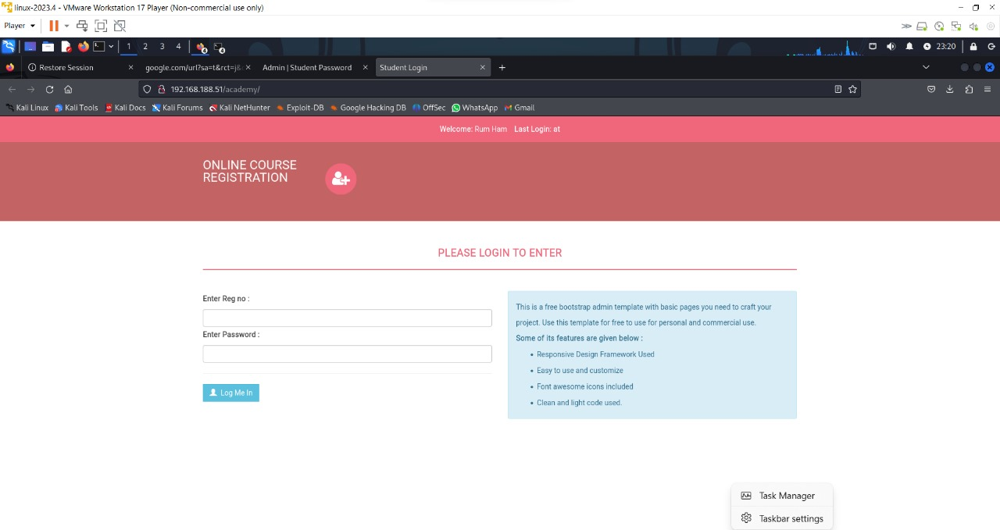 linux-2023.4 - VMware Workstation 17 Player (Non-commercial use only)
Player
1 2 3 4 23:20
Restore Session google.com/url?sa=t&rct=j& Admin | Student Password Student Login
192.168.188.51/academy/
Kali Linux Kali Tools Kali Docs Kali Forums Kali NetHunter Exploit-DB Google Hacking DB OffSec WhatsApp Gmail
Welcome: Rum Ham Last Login: at
ONLINE COURSE
REGISTRATION
PLEASE LOGIN TO ENTER
Enter Reg no :
Enter Password :
Log Me In
This is a free bootstrap admin template with basic pages you need to craft your
project. Use this template for free to use for personal and commercial use.
Some of its features are given below :
• Responsive Design Framework Used
• Easy to use and customize
• Font awesome icons included
• Clean and light code used.
Task Manager
Taskbar settings